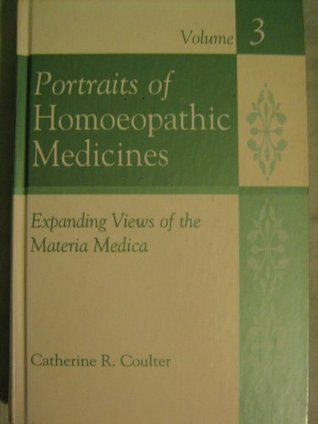 Volume 3
Portraits of
Homoeopathic
Medicines
Expanding Views of the
Materia Medica
Catherine R. Coulter